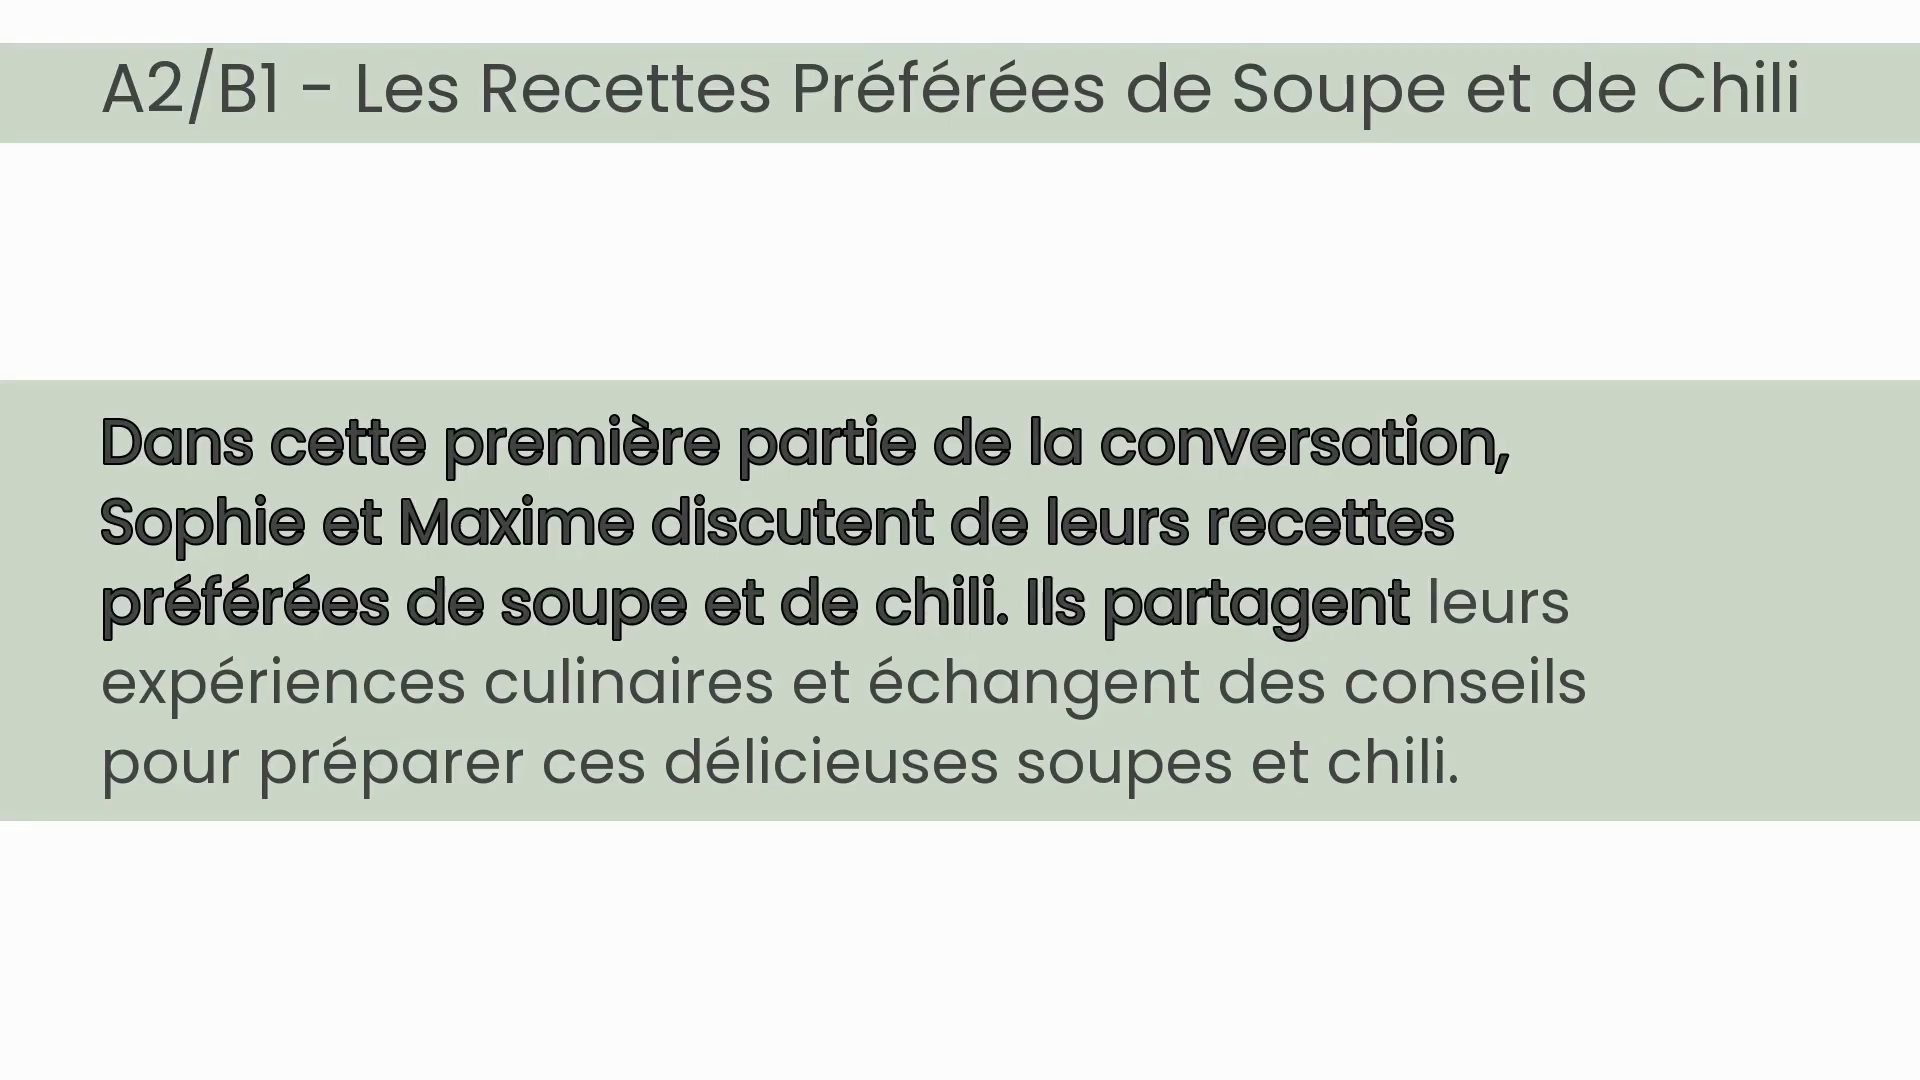 A2/B1 - Les Recettes Préférées de Soupe et de Chili
Dans cette première partie de la conversation,
Sophie et Maxime discutent de leurs recettes
préférées de soupe et de chili. Ils partagent leurs
expériences culinaires et échangent des conseils
pour préparer ces délicieuses soupes et chili.